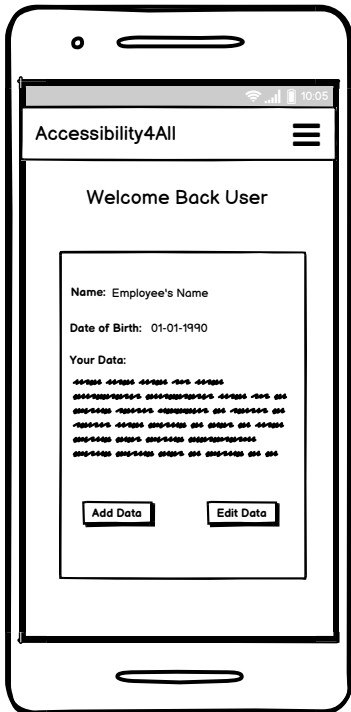 10:05
Accessibility4All
Welcome Back User
Name: Employee's Name
Date of Birth: 01-01-1990
Your Data:
Add Data Edit Data